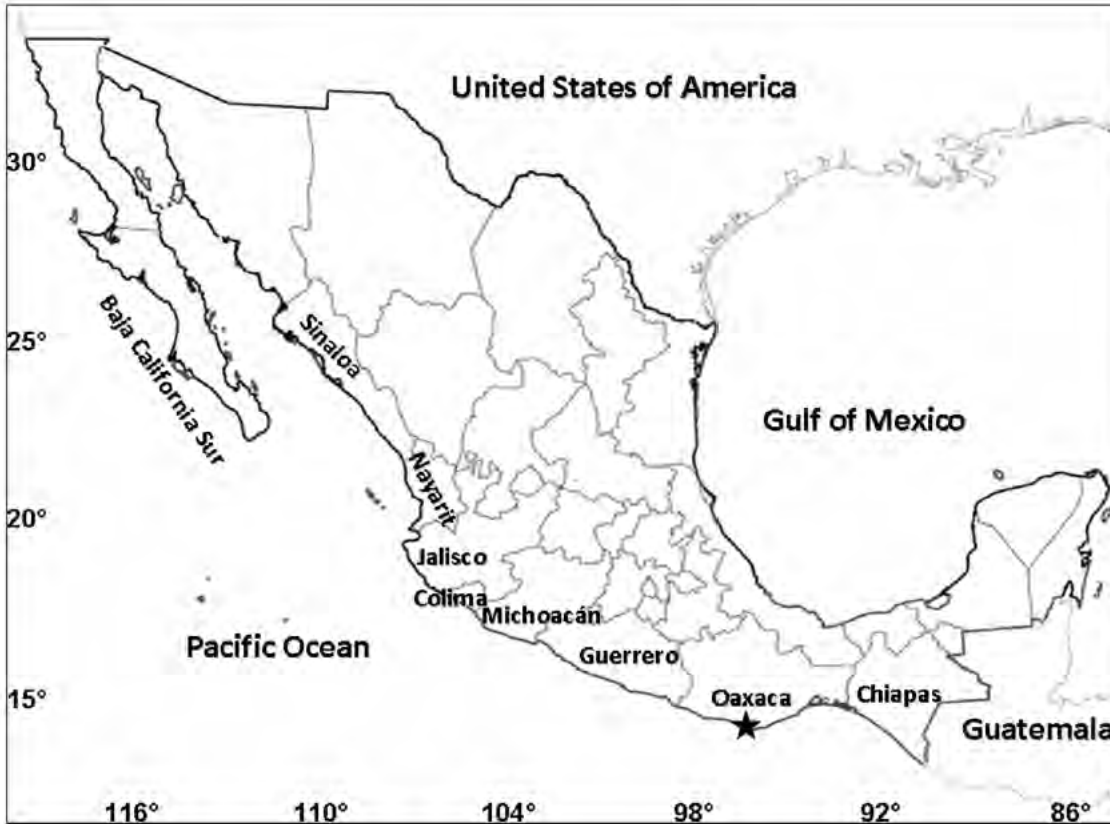 United States of America
30°
Baja California Sur
Sinaloa
25°
Gulf of Mexico
Nayarit
20°
Jalisco
Colima
Michoacán
Pacific Ocean
Guerrero
15°
Oaxaca
Chiapas
Guatemala
116°
110°
104°
98°
92°
86°